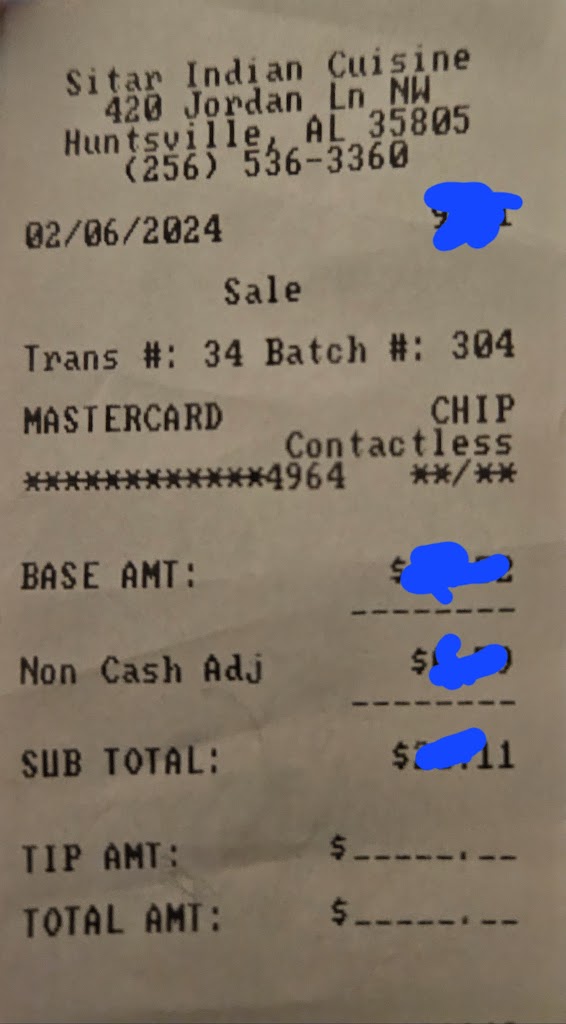 Sitar Indian Cuisine
420 Jordan Ln NW
Huntsville, AL 35805
(256) 536-3360
02/06/2024
Sale
Trans #: 34 Batch #: 304
MASTERCARD CHIP
Contactless
************4964 **/**
BASE AMT: $
--------
Non Cash Adj $
--------
SUB TOTAL: $ .11
TIP AMT: $_____.__
TOTAL AMT: $_____.__